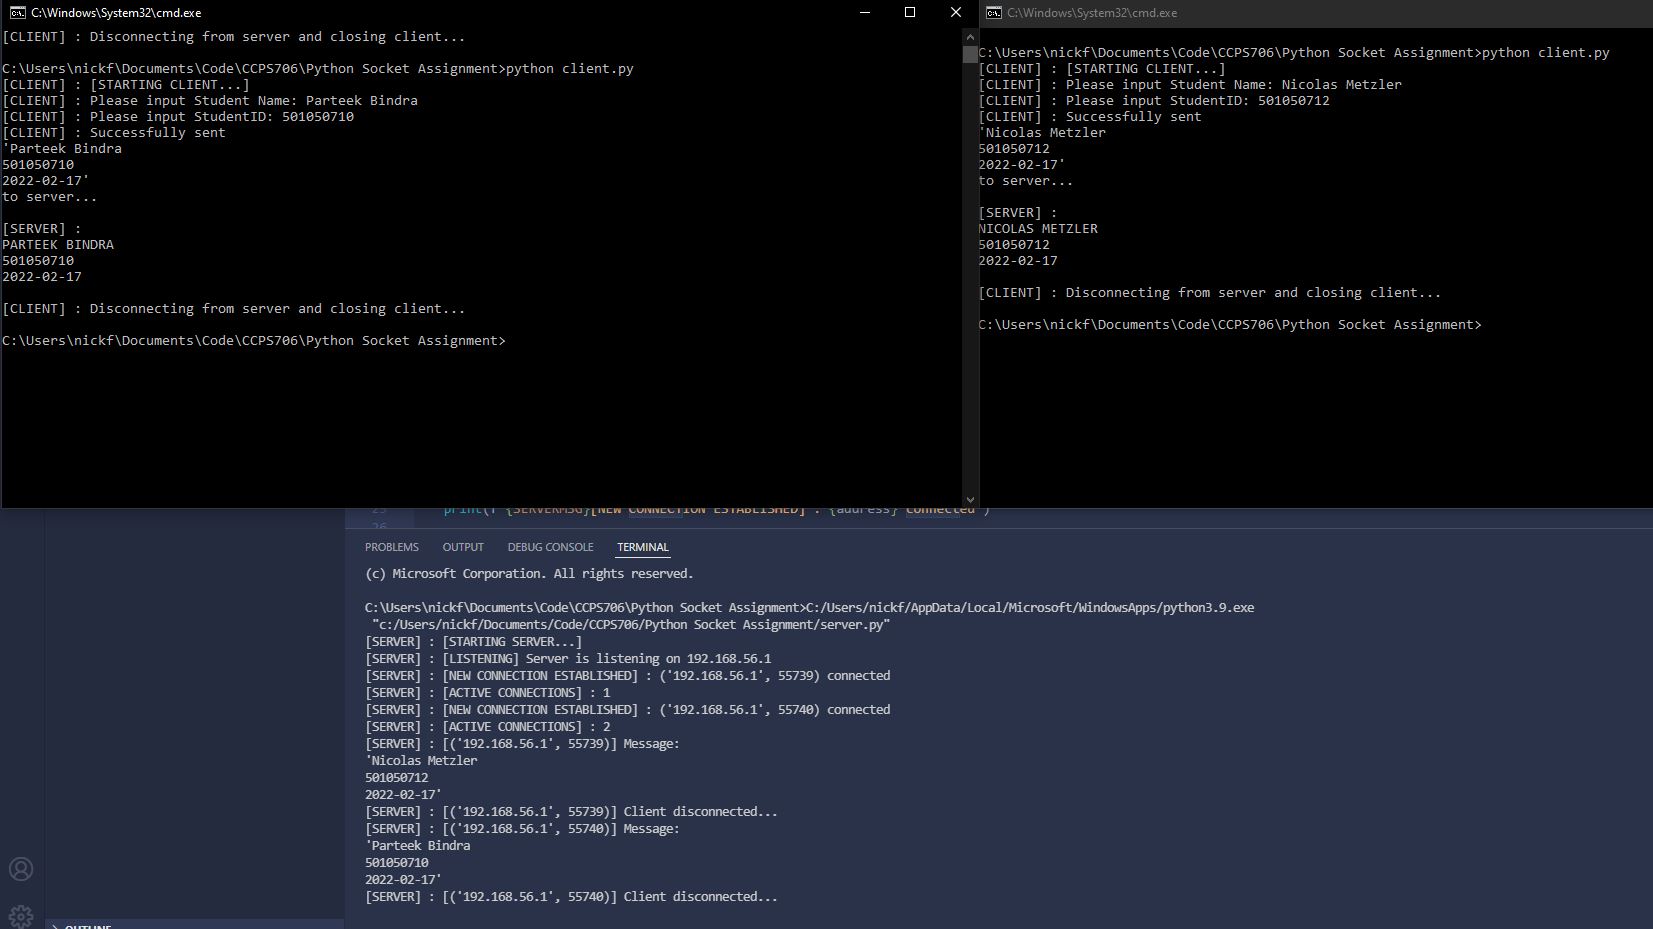 C:\Windows\System32\cmd.exe
[CLIENT] : Disconnecting from server and closing client...
C:\Users\nickf\Documents\Code\CCPS706\Python Socket Assignment>python client.py
[CLIENT] : [STARTING CLIENT...]
[CLIENT] : Please input Student Name: Parteek Bindra
[CLIENT] : Please input StudentID: 501050710
[CLIENT] : Successfully sent
'Parteek Bindra
501050710
2022-02-17'
to server...
[SERVER] :
PARTEEK BINDRA
501050710
2022-02-17
[CLIENT] : Disconnecting from server and closing client...
C:\Users\nickf\Documents\Code\CCPS706\Python Socket Assignment>
C:\Windows\System32\cmd.exe
C:\Users\nickf\Documents\Code\CCPS706\Python Socket Assignment>python client.py
[CLIENT] : [STARTING CLIENT...]
[CLIENT] : Please input Student Name: Nicolas Metzler
[CLIENT] : Please input StudentID: 501050712
[CLIENT] : Successfully sent
'Nicolas Metzler
501050712
2022-02-17'
to server...
[SERVER] :
NICOLAS METZLER
501050712
2022-02-17
[CLIENT] : Disconnecting from server and closing client...
C:\Users\nickf\Documents\Code\CCPS706\Python Socket Assignment>
25 print(f"{SERVERMSG}[NEW CONNECTION ESTABLISHED] : {address} connected")
26
PROBLEMS OUTPUT DEBUG CONSOLE TERMINAL
(c) Microsoft Corporation. All rights reserved.
C:\Users\nickf\Documents\Code\CCPS706\Python Socket Assignment>C:/Users/nickf/AppData/Local/Microsoft/WindowsApps/python3.9.exe
"c:/Users/nickf/Documents/Code/CCPS706/Python Socket Assignment/server.py"
[SERVER] : [STARTING SERVER...]
[SERVER] : [LISTENING] Server is listening on 192.168.56.1
[SERVER] : [NEW CONNECTION ESTABLISHED] : ('192.168.56.1', 55739) connected
[SERVER] : [ACTIVE CONNECTIONS] : 1
[SERVER] : [NEW CONNECTION ESTABLISHED] : ('192.168.56.1', 55740) connected
[SERVER] : [ACTIVE CONNECTIONS] : 2
[SERVER] : [('192.168.56.1', 55739)] Message:
'Nicolas Metzler
501050712
2022-02-17'
[SERVER] : [('192.168.56.1', 55739)] Client disconnected...
[SERVER] : [('192.168.56.1', 55740)] Message:
'Parteek Bindra
501050710
2022-02-17'
[SERVER] : [('192.168.56.1', 55740)] Client disconnected...
OUTLINE